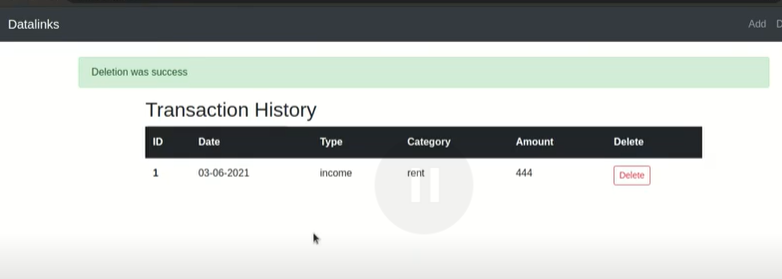 Datalinks Add
Deletion was success
Transaction History
ID Date Type Category Amount Delete
1 03-06-2021 income rent 444 Delete